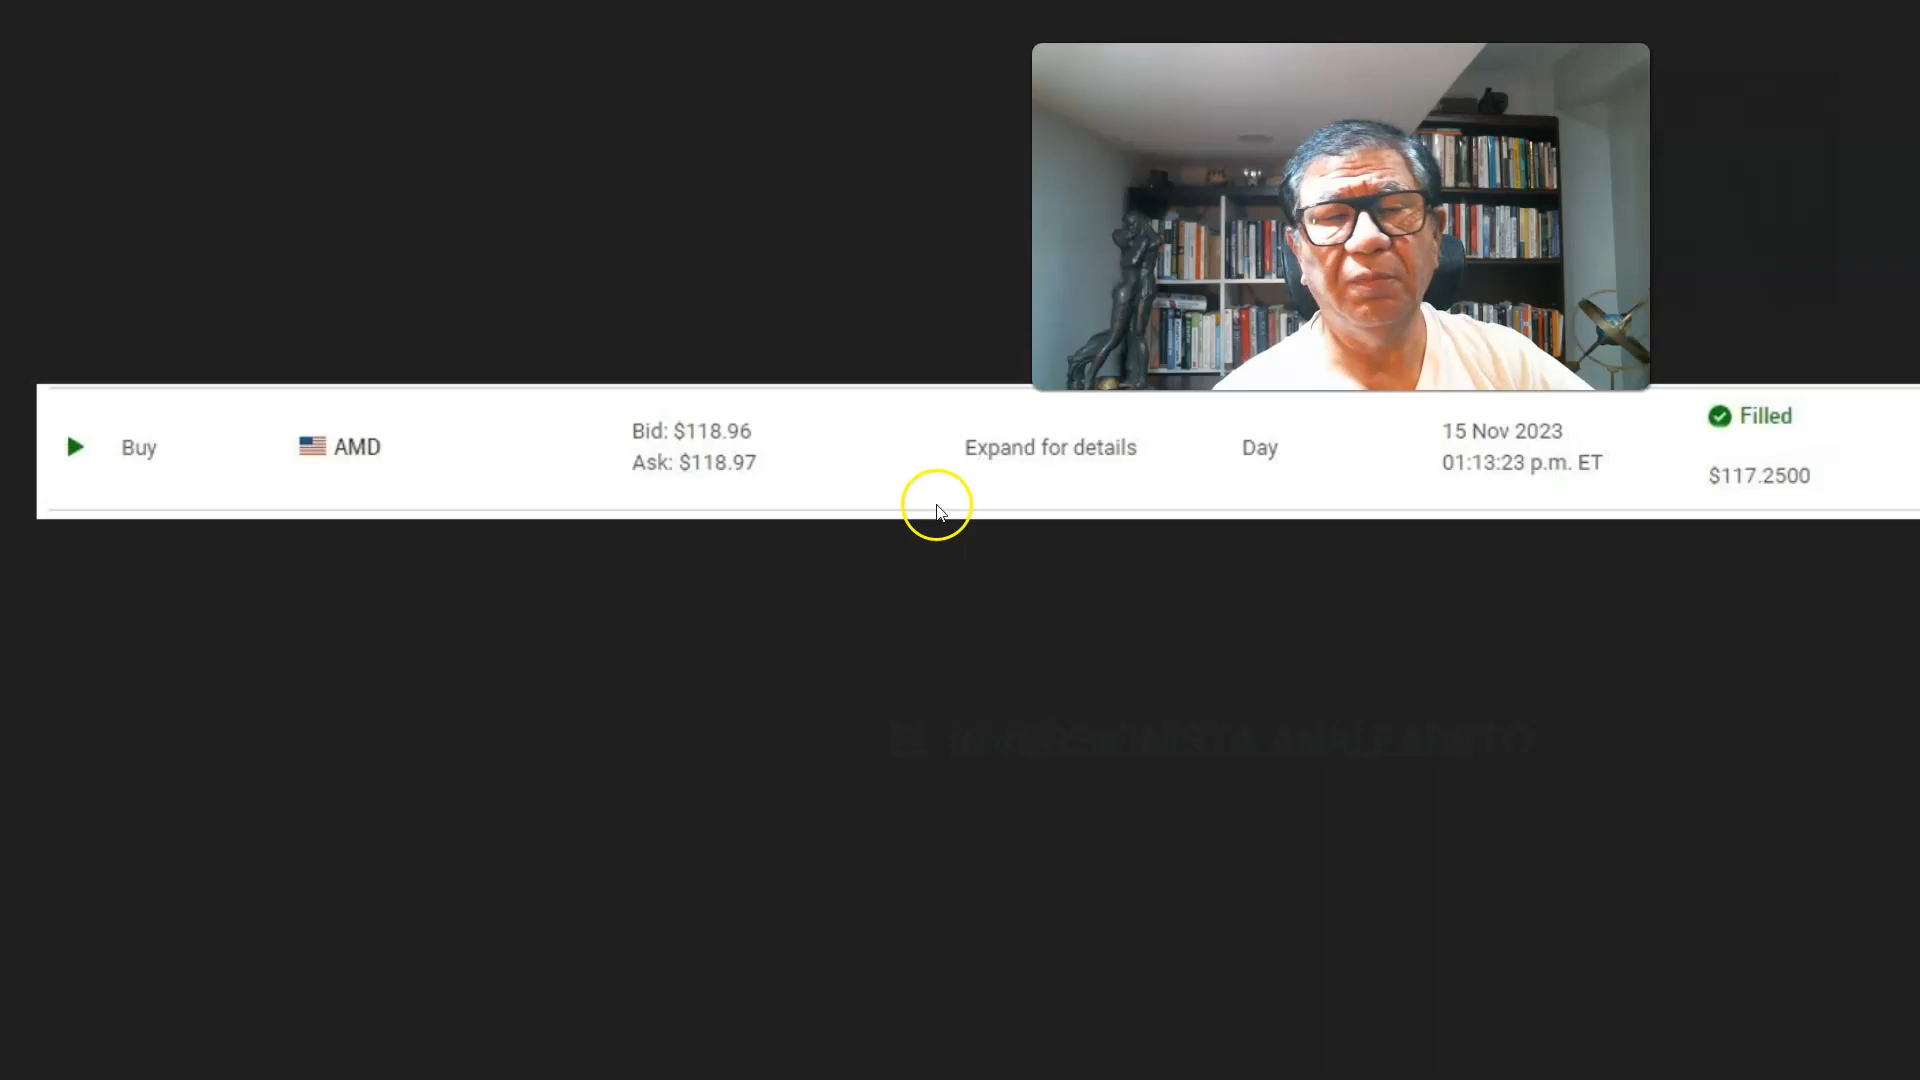 Buy
AMD
Bid: $118.96
Ask: $118.97
Expand for details
Day
15 Nov 2023
01:13:23 p.m. ET
Filled
$117.2500